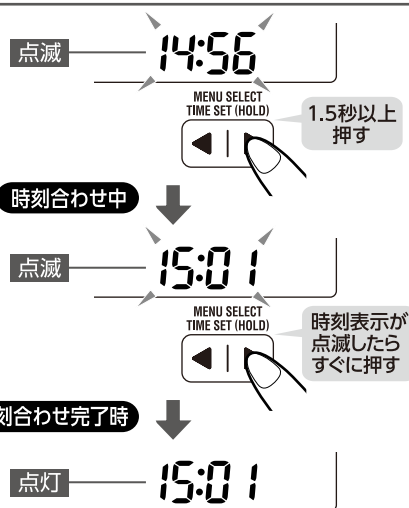 点滅
14:56
MENU SELECT
TIME SET (HOLD)
1.5秒以上
押す
時刻合わせ中
点滅
15:01
MENU SELECT
TIME SET (HOLD)
時刻表示が
点滅したら
すぐに押す
刻合わせ完了時
点灯
15:01